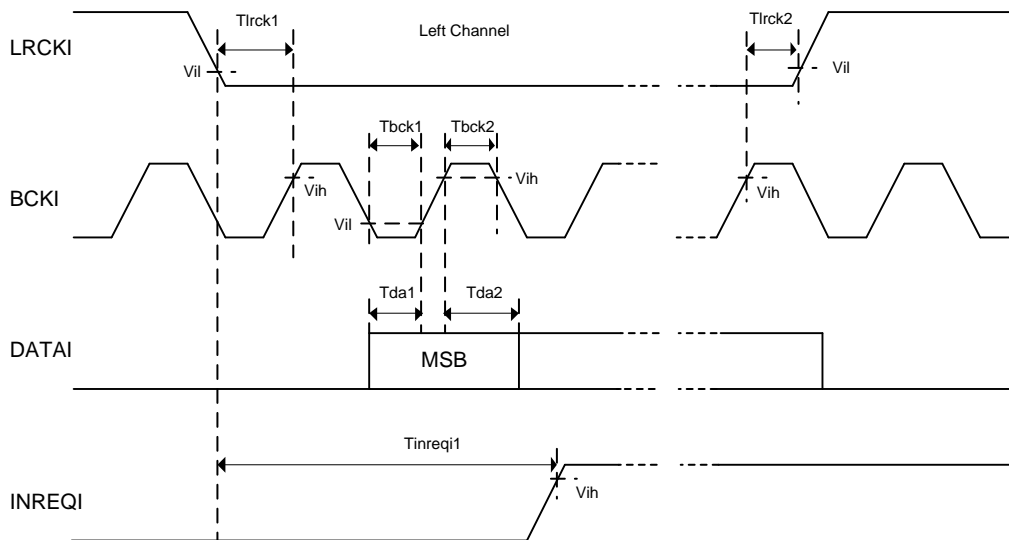 Tlrck1
Left Channel
Tlrck2
LRCKI
Vil
Vil
Tbck1
Tbck2
BCKI
Vih
Vih
Vih
Vil
Tda1
Tda2
DATAI
MSB
Tinreqi1
INREQI
Vih